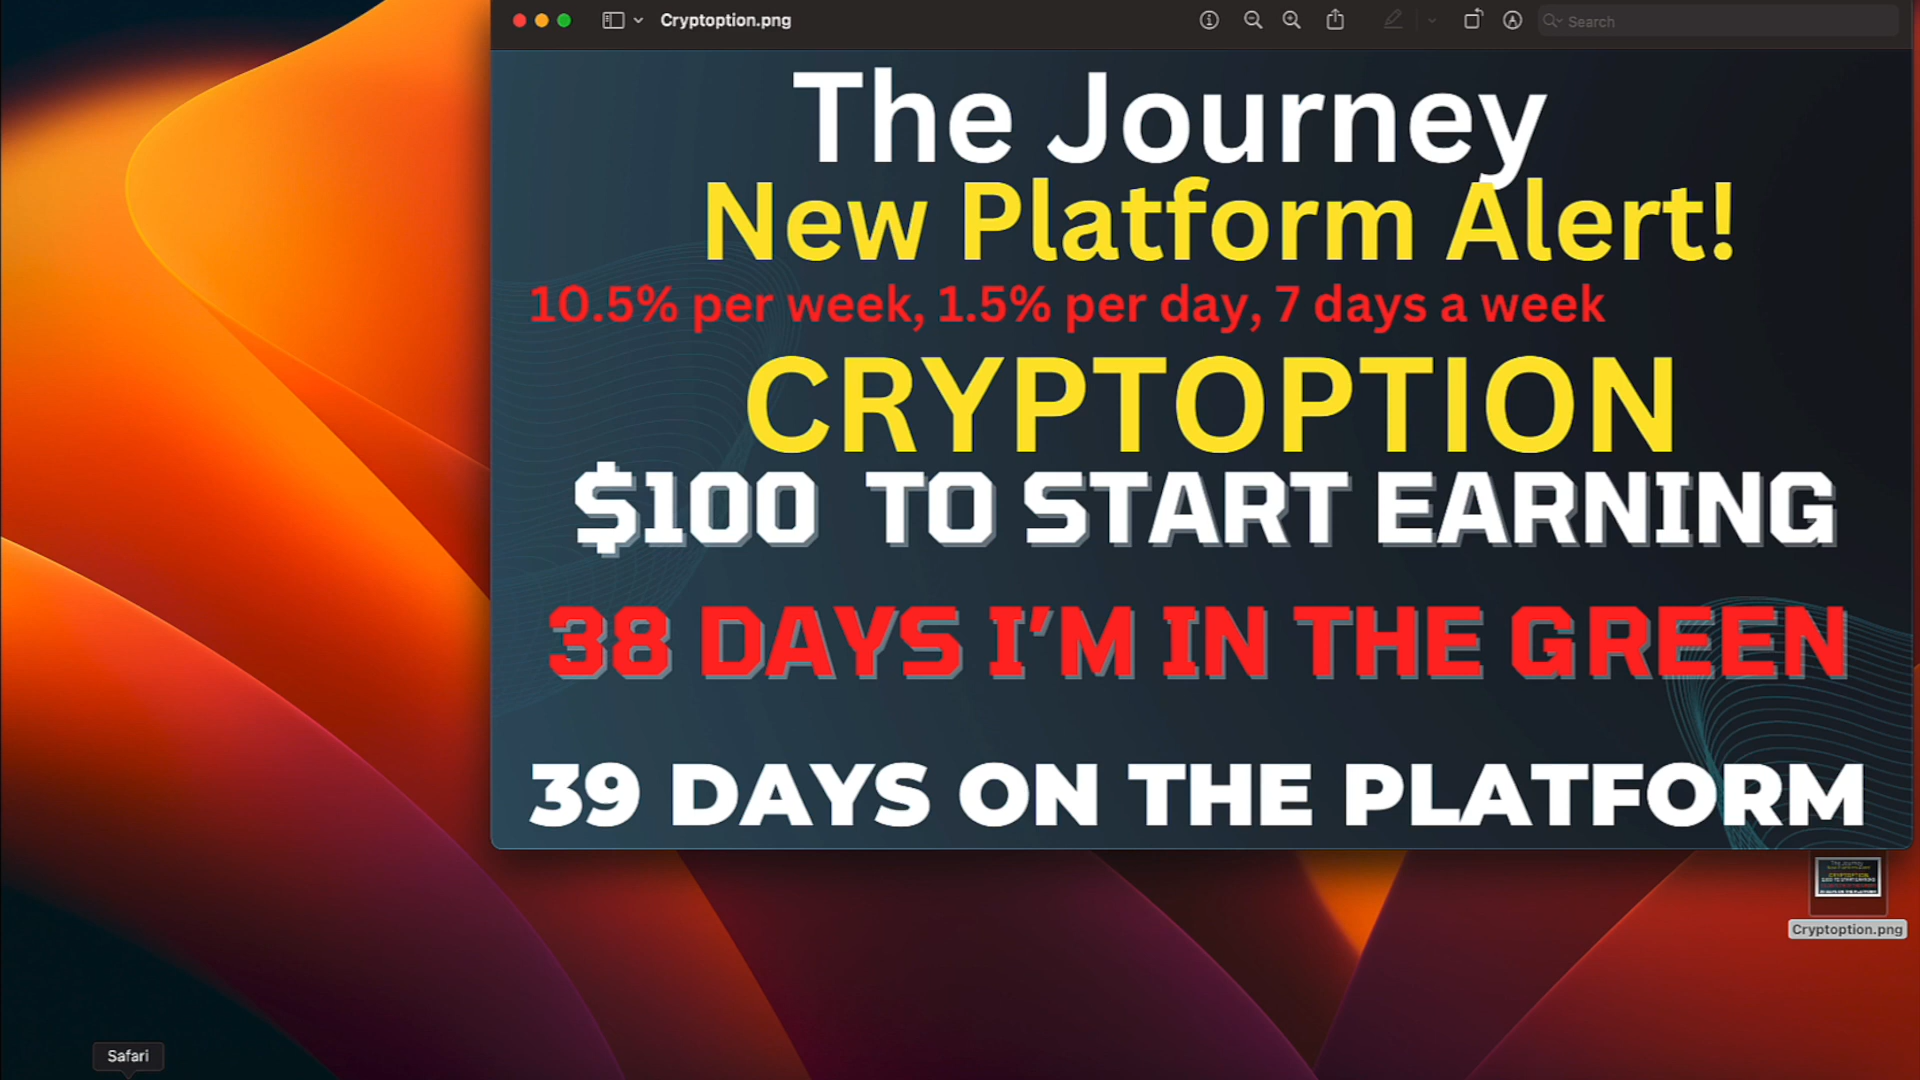 Cryptoption.png
Search
The Journey
New Platform Alert!
10.5% per week, 1.5% per day, 7 days a week
CRYPTOPTION
$100 TO START EARNING
38 DAYS I'M IN THE GREEN
39 DAYS ON THE PLATFORM
Cryptoption.png
Safari